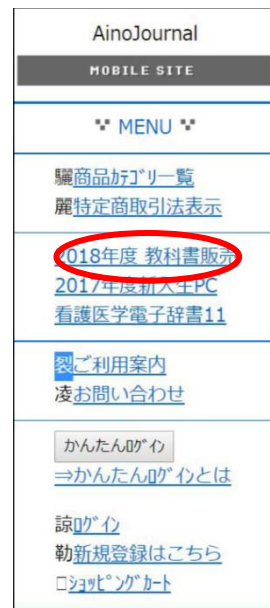 AinoJournal
MOBILE SITE
MENU
驪商品ｶﾃｺﾞﾘ一覧
麗特定商取引法表示
2018年度 教科書販売
2017年度新入生PC
看護医学電子辞書11
裂ご利用案内
凌お問い合わせ
かんたんﾛｸﾞｲﾝ
⇒かんたんﾛｸﾞｲﾝとは
諒ﾛｸﾞｲﾝ
勒新規登録はこちら
□ｼｮｯﾋﾟﾝｸﾞｶｰﾄ